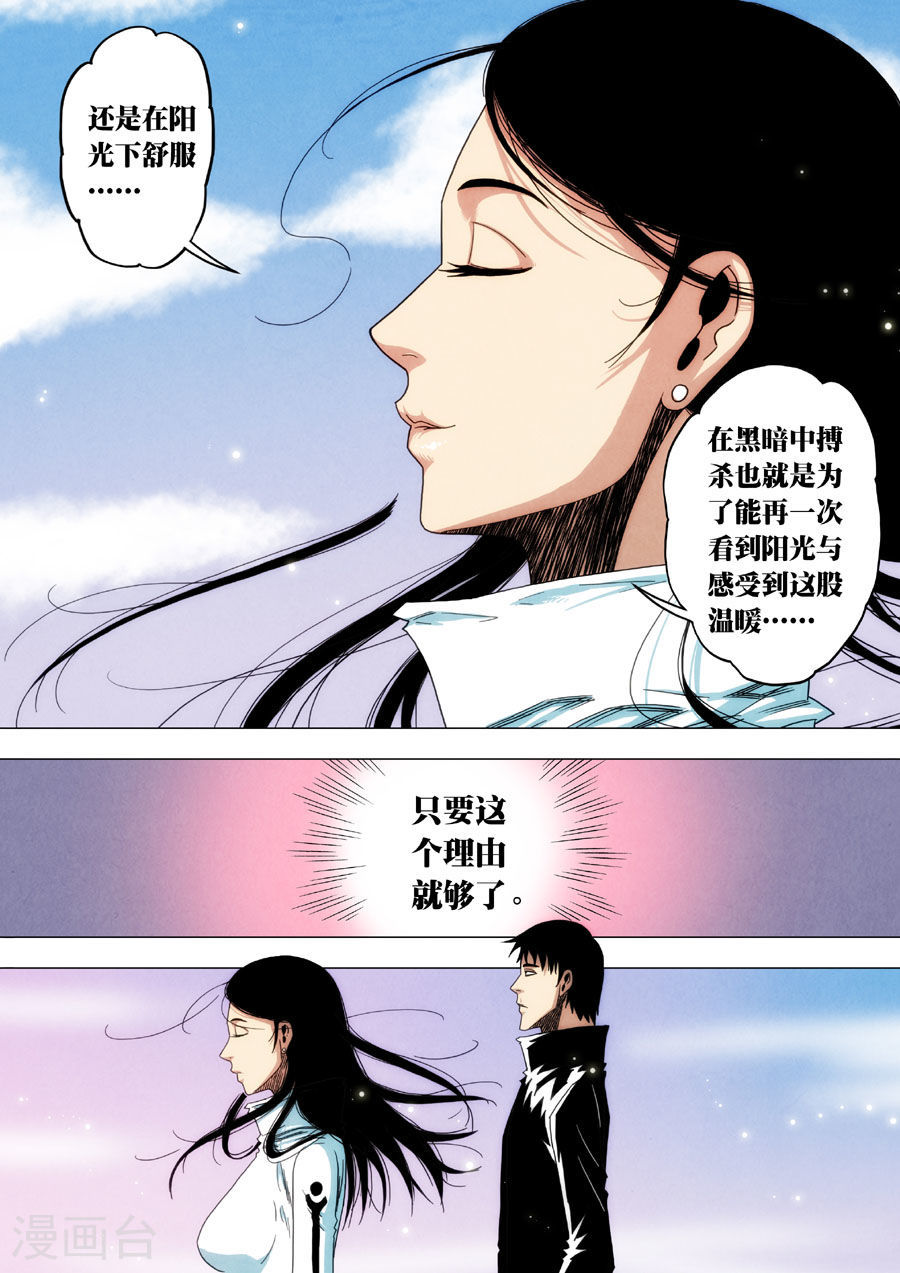 还是在阳
光下舒服
……
在黑暗中搏
杀也就是为
了能再一次
看到阳光与
感受到这股
温暖……
只要这
个理由
就够了。
漫画台